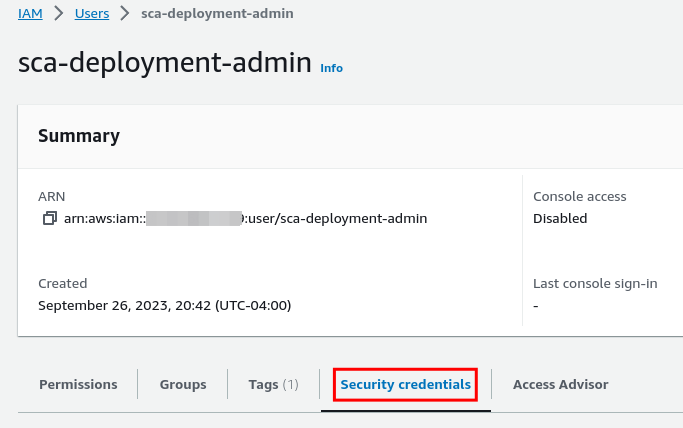 IAM > Users > sca-deployment-admin
sca-deployment-admin Info
Summary
ARN
arn:aws:iam:: :user/sca-deployment-admin
Console access
Disabled
Created
September 26, 2023, 20:42 (UTC-04:00)
Last console sign-in
-
Permissions Groups Tags (1) Security credentials Access Advisor